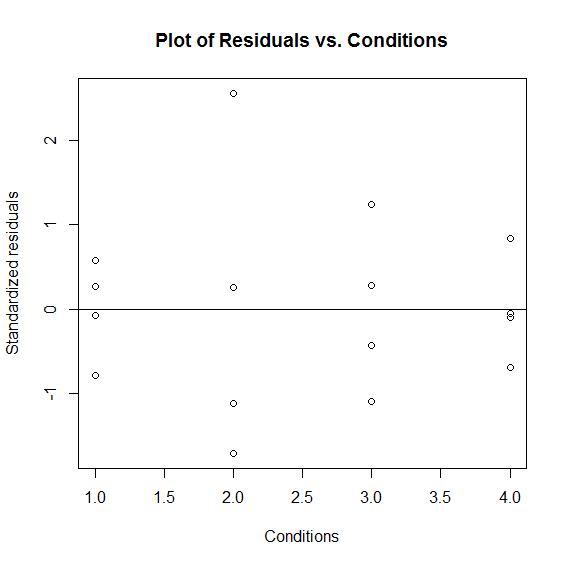 Plot of Residuals vs. Conditions
Standardized residuals
2
1
0
-1
1.0 1.5 2.0 2.5 3.0 3.5 4.0
Conditions